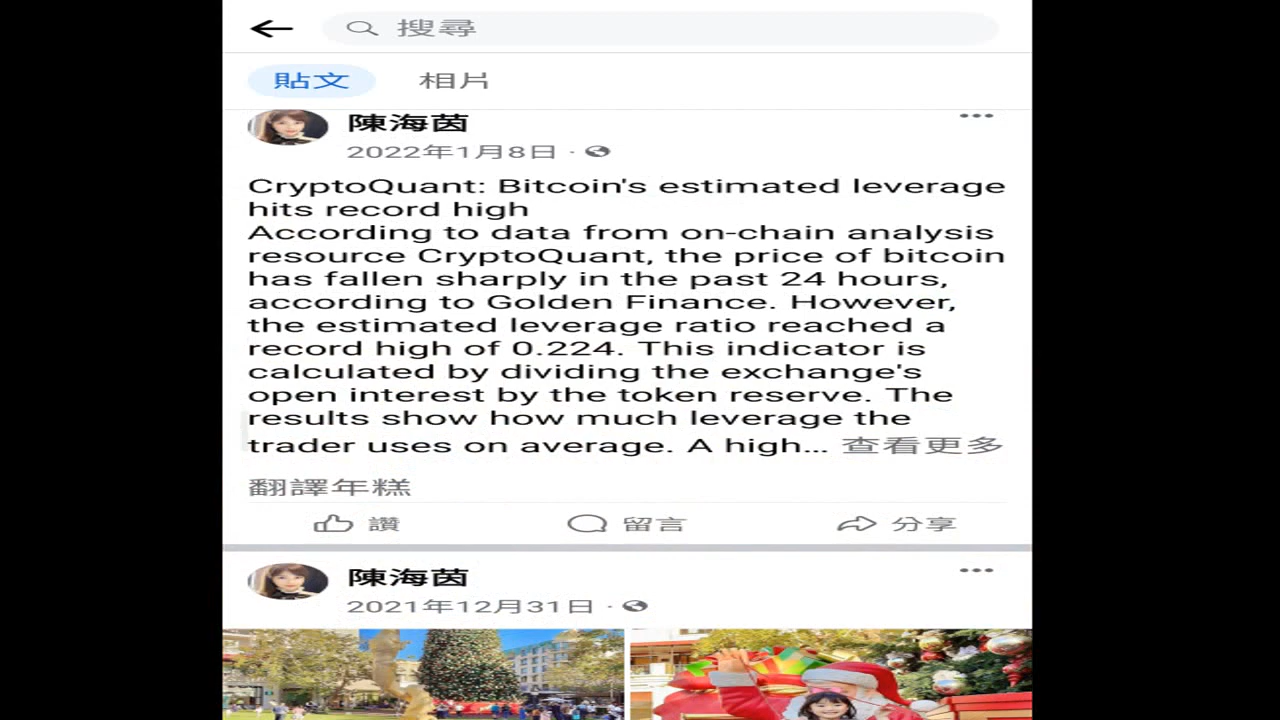 搜尋
貼文 相片
陳海茵
2022年1月8日 ·
CryptoQuant: Bitcoin's estimated leverage
hits record high
According to data from on-chain analysis
resource CryptoQuant, the price of bitcoin
has fallen sharply in the past 24 hours,
according to Golden Finance. However,
the estimated leverage ratio reached a
record high of 0.224. This indicator is
calculated by dividing the exchange's
open interest by the token reserve. The
results show how much leverage the
trader uses on average. A high... 查看更多
翻譯年糕
讚 留言 分享
陳海茵
2021年12月31日 ·